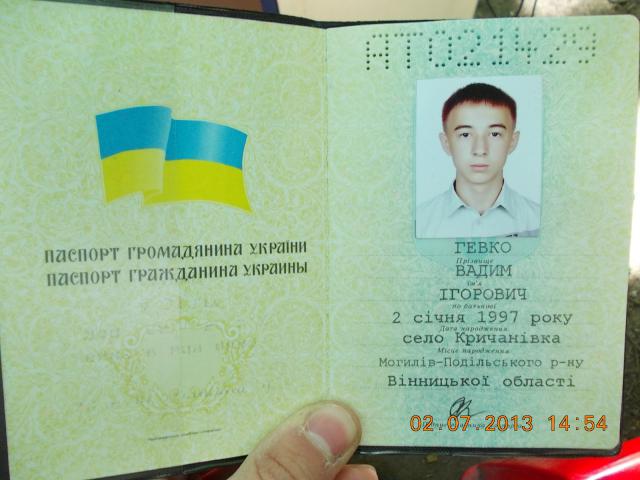 ПАСПОРТ ГРОМАДЯНИНА УКРАЇНИ
ПАСПОРТ ГРАЖДАНИНА УКРАИНЫ
АТ021429
ГЕВКО
Прізвище
ВАДИМ
Ім'я
ІГОРОВИЧ
по батькові
2 січня 1997 року
Дата народження
село Кричанівка
Місце народження
Могилів-Подільського р-ну
Вінницької області
02.07.2013 14:54